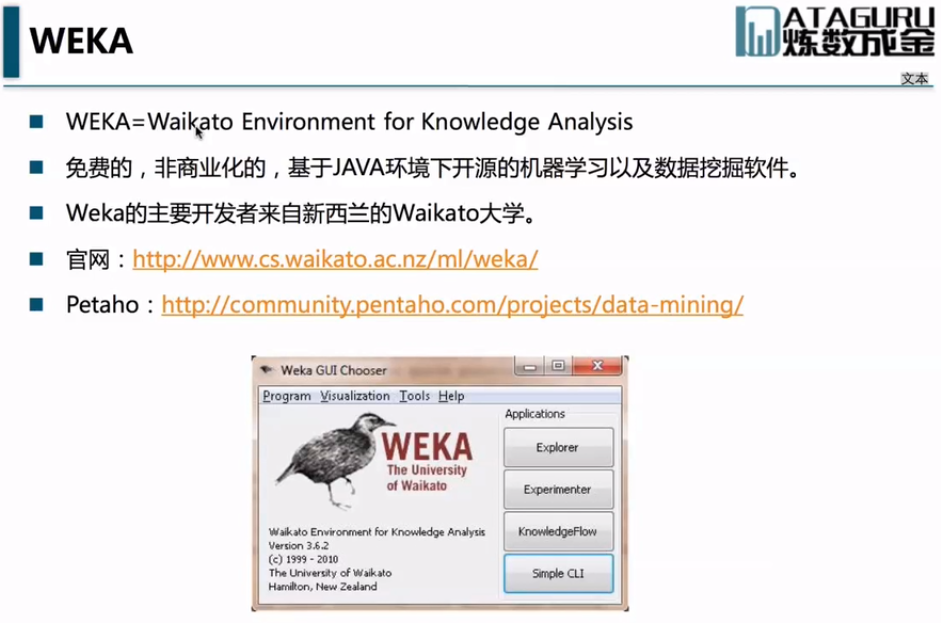 WEKA
ATAGURU
炼数成金
文本
WEKA=Waikato Environment for Knowledge Analysis
免费的，非商业化的，基于JAVA环境下开源的机器学习以及数据挖掘软件。
Weka的主要开发者来自新西兰的Waikato大学。
官网：http://www.cs.waikato.ac.nz/ml/weka/
Petaho：http://community.pentaho.com/projects/data-mining/
Weka GUI Chooser
Program Visualization Tools Help
WEKA
The University
of Waikato
Waikato Environment for Knowledge Analysis
Version 3.6.2
(c) 1999 - 2010
The University of Waikato
Hamilton, New Zealand
Applications
Explorer
Experimenter
KnowledgeFlow
Simple CLI